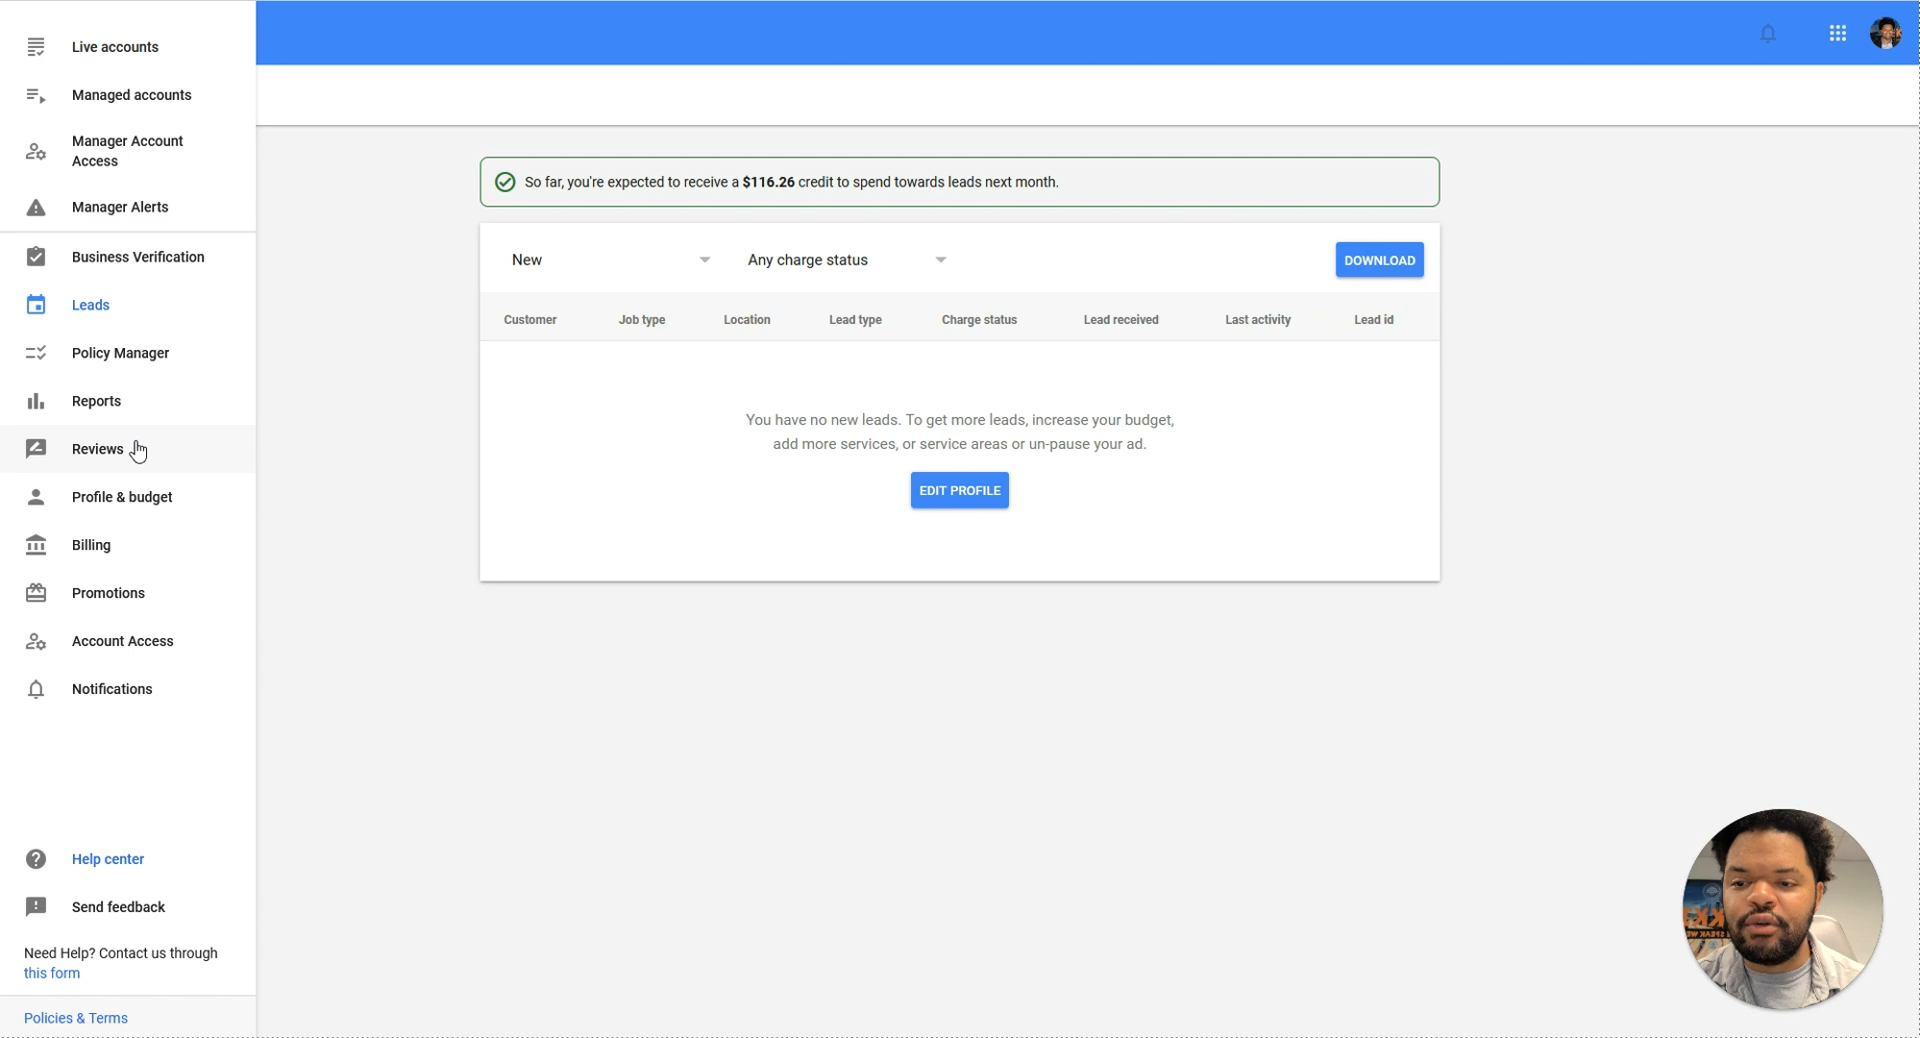 Live accounts
Managed accounts
Manager Account
Access
Manager Alerts
Business Verification
Leads
Policy Manager
Reports
Reviews
Profile & budget
Billing
Promotions
Account Access
Notifications
Help center
Send feedback
Need Help? Contact us through
this form
Policies & Terms
So far, you're expected to receive a $116.26 credit to spend towards leads next month.
New Any charge status DOWNLOAD
Customer Job type Location Lead type Charge status Lead received Last activity Lead id
You have no new leads. To get more leads, increase your budget,
add more services, or service areas or un-pause your ad.
EDIT PROFILE